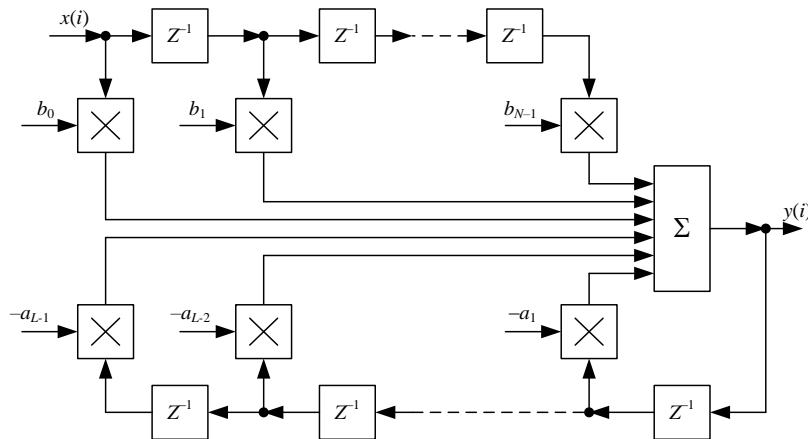 x(i)
Z⁻¹ Z⁻¹ Z⁻¹
b₀ b₁ b_{N–1}
Σ y(i)
–a_{L-1} –a_{L-2} –a₁
Z⁻¹ Z⁻¹ Z⁻¹